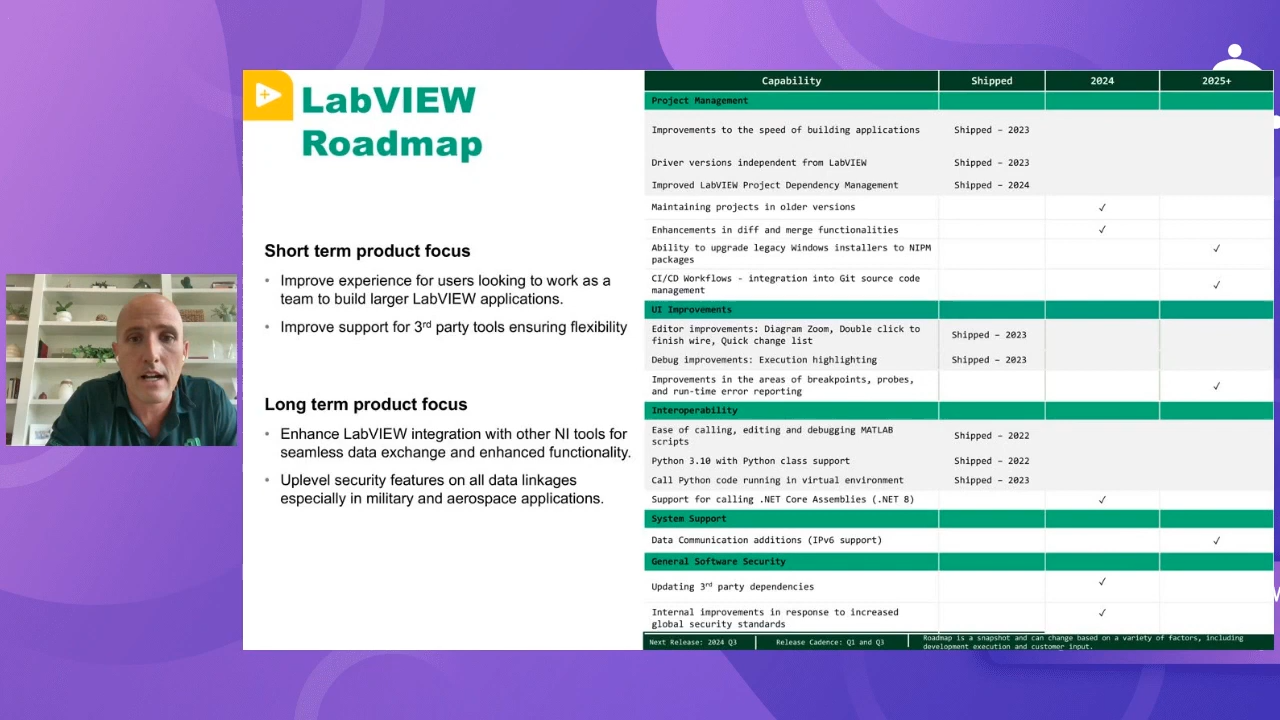 LabVIEW
Roadmap
Short term product focus
• Improve experience for users looking to work as a
team to build larger LabVIEW applications.
• Improve support for 3rd party tools ensuring flexibility
Long term product focus
• Enhance LabVIEW integration with other NI tools for
seamless data exchange and enhanced functionality.
• Uplevel security features on all data linkages
especially in military and aerospace applications.
Capability Shipped 2024 2025+
Project Management
Improvements to the speed of building applications Shipped – 2023
Driver versions independent from LabVIEW Shipped – 2023
Improved LabVIEW Project Dependency Management Shipped – 2024
Maintaining projects in older versions ✓
Enhancements in diff and merge functionalities ✓
Ability to upgrade legacy Windows installers to NIPM ✓
packages
CI/CD Workflows - integration into Git source code ✓
management
UI Improvements
Editor improvements: Diagram Zoom, Double click to Shipped – 2023
finish wire, Quick change list
Debug improvements: Execution highlighting Shipped – 2023
Improvements in the areas of breakpoints, probes, ✓
and run-time error reporting
Interoperability
Ease of calling, editing and debugging MATLAB Shipped – 2022
scripts
Python 3.10 with Python class support Shipped – 2022
Call Python code running in virtual environment Shipped – 2023
Support for calling .NET Core Assemblies (.NET 8) ✓
System Support
Data Communication additions (IPv6 support) ✓
General Software Security
Updating 3rd party dependencies ✓
Internal improvements in response to increased ✓
global security standards
Next Release: 2024 Q3 Release Cadence: Q1 and Q3 Roadmap is a snapshot and can change based on a variety of factors, including
development execution and customer input.